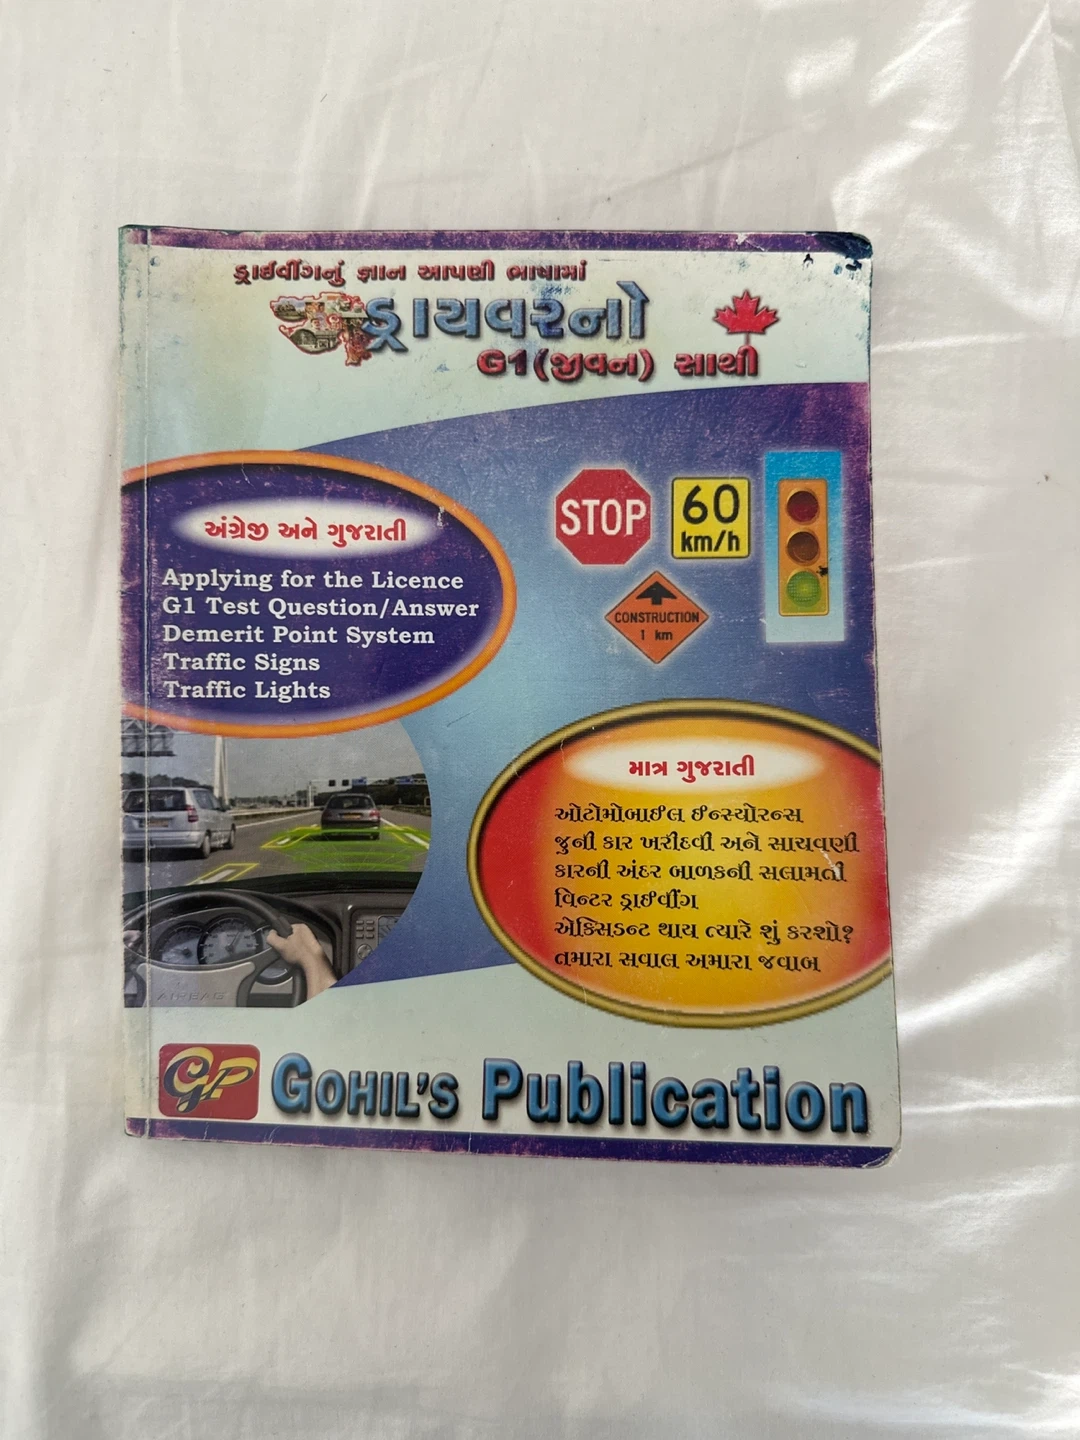 ડ્રાઈવીંગનું જ્ઞાન આપણી ભાષામાં
ડ્રાયવરનો
G1 (જીવન) સાથી
અંગ્રેજી અને ગુજરાતી
Applying for the Licence
G1 Test Question/Answer
Demerit Point System
Traffic Signs
Traffic Lights
STOP
60
km/h
CONSTRUCTION
1 km
માત્ર ગુજરાતી
ઓટોમોબાઈલ ઈન્સ્યોરન્સ
જુની કાર ખરીદવી અને સાચવણી
કારની અંદર બાળકની સલામતી
વિન્ટર ડ્રાઈવીંગ
એક્સિડન્ટ થાય ત્યારે શું કરશો?
તમારા સવાલ અમારા જવાબ
AIRBAG
GP GOHIL'S Publication